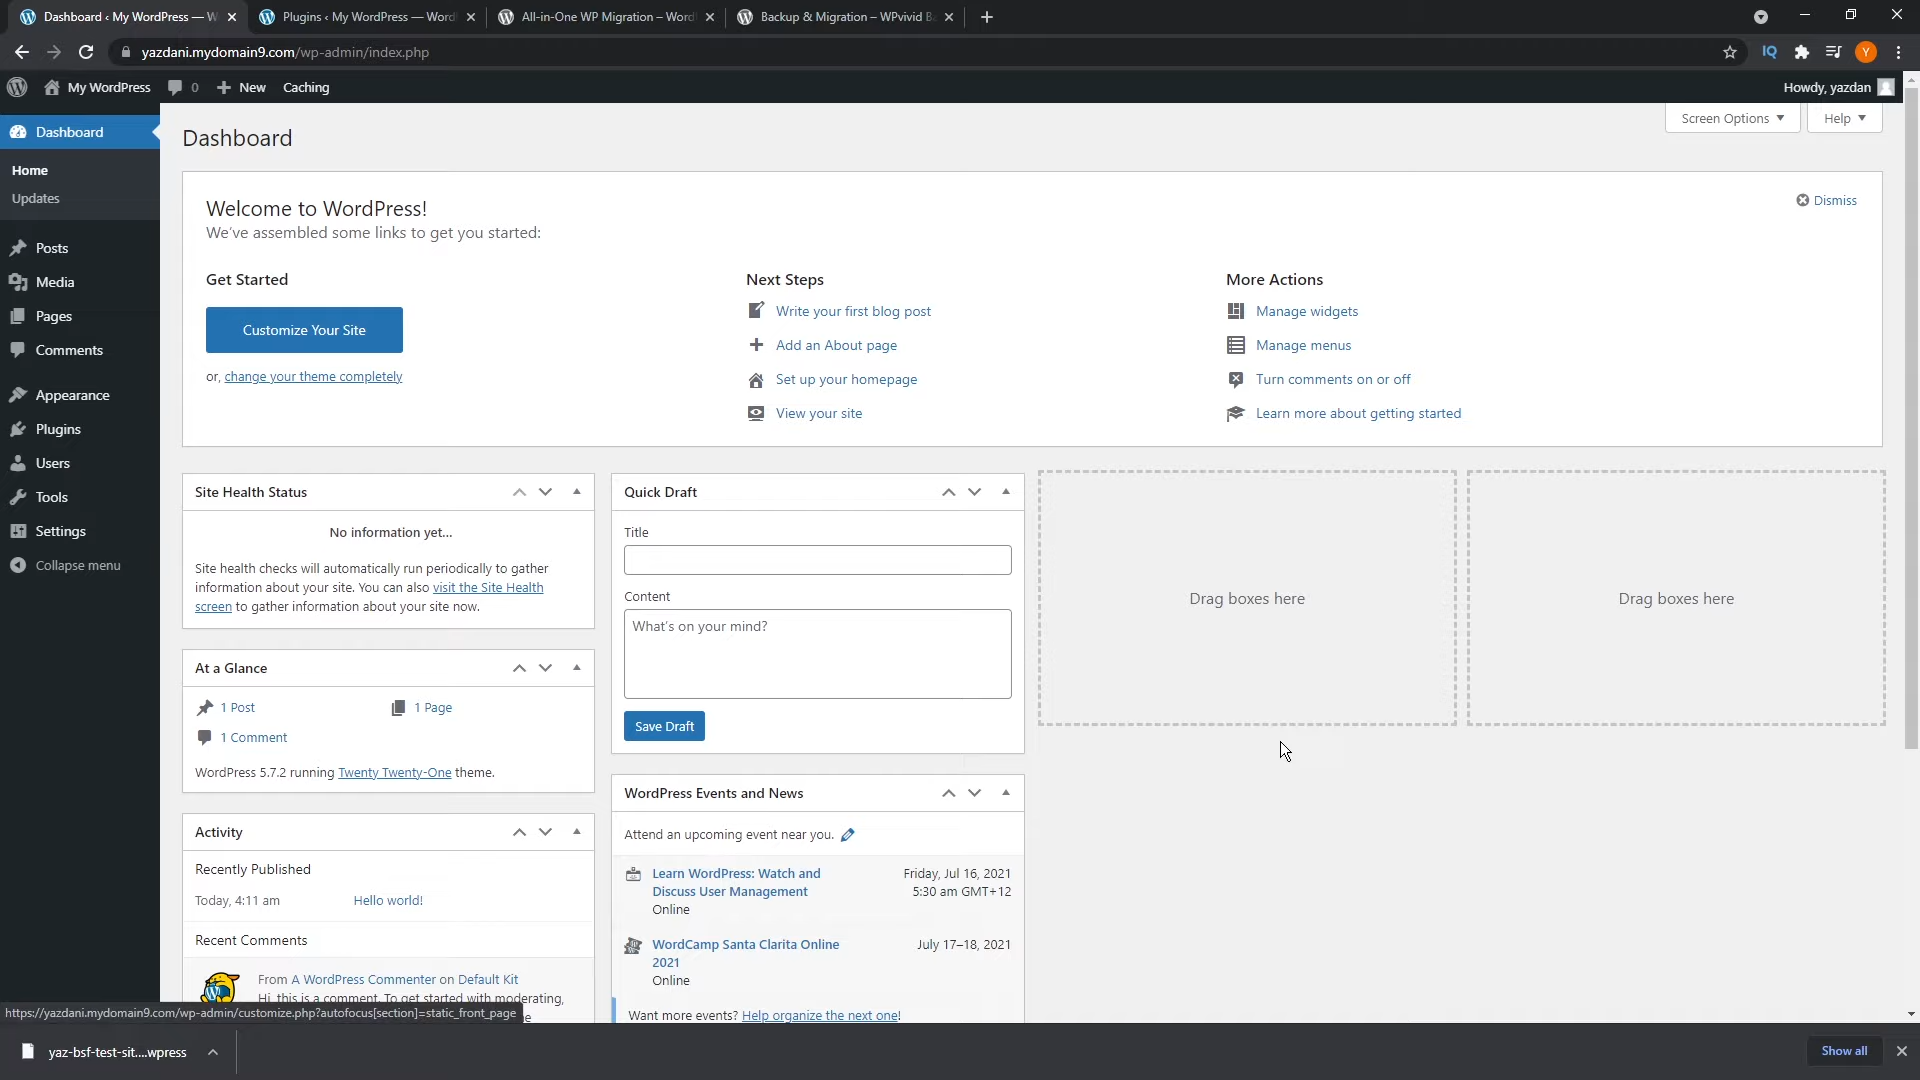 Dashboard ‹ My WordPress — W
Plugins ‹ My WordPress — Word
All-in-One WP Migration – Word
Backup & Migration – WPvivid B
yazdani.mydomain9.com/wp-admin/index.php
IQ
Y
My WordPress
0
New
Caching
Howdy, yazdan
Dashboard
Home
Updates
Posts
Media
Pages
Comments
Appearance
Plugins
Users
Tools
Settings
Collapse menu
Dashboard
Screen Options
Help
Welcome to WordPress!
We've assembled some links to get you started:
Dismiss
Get Started
Customize Your Site
or, change your theme completely
Next Steps
Write your first blog post
Add an About page
Set up your homepage
View your site
More Actions
Manage widgets
Manage menus
Turn comments on or off
Learn more about getting started
Site Health Status
No information yet...
Site health checks will automatically run periodically to gather
information about your site. You can also visit the Site Health
screen to gather information about your site now.
At a Glance
1 Post
1 Page
1 Comment
WordPress 5.7.2 running Twenty Twenty-One theme.
Activity
Recently Published
Today, 4:11 am
Hello world!
Recent Comments
From A WordPress Commenter on Default Kit
Hi, this is a comment. To get started with moderating,
Quick Draft
Title
Content
What's on your mind?
Save Draft
WordPress Events and News
Attend an upcoming event near you.
Learn WordPress: Watch and
Discuss User Management
Online
Friday, Jul 16, 2021
5:30 am GMT+12
WordCamp Santa Clarita Online
2021
Online
July 17–18, 2021
Want more events? Help organize the next one!
Drag boxes here
Drag boxes here
https://yazdani.mydomain9.com/wp-admin/customize.php?autofocus[section]=static_front_page
yaz-bsf-test-sit....wpress
Show all